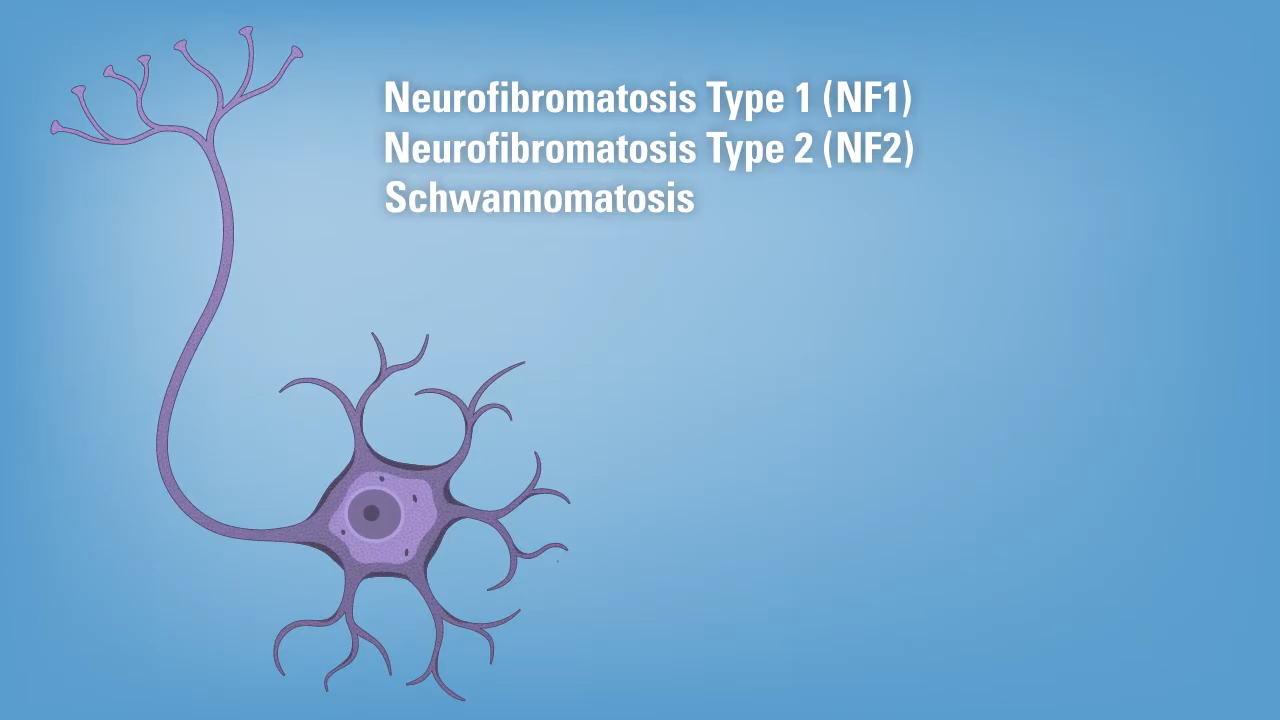 Neurofibromatosis Type 1 (NF1)
Neurofibromatosis Type 2 (NF2)
Schwannomatosis